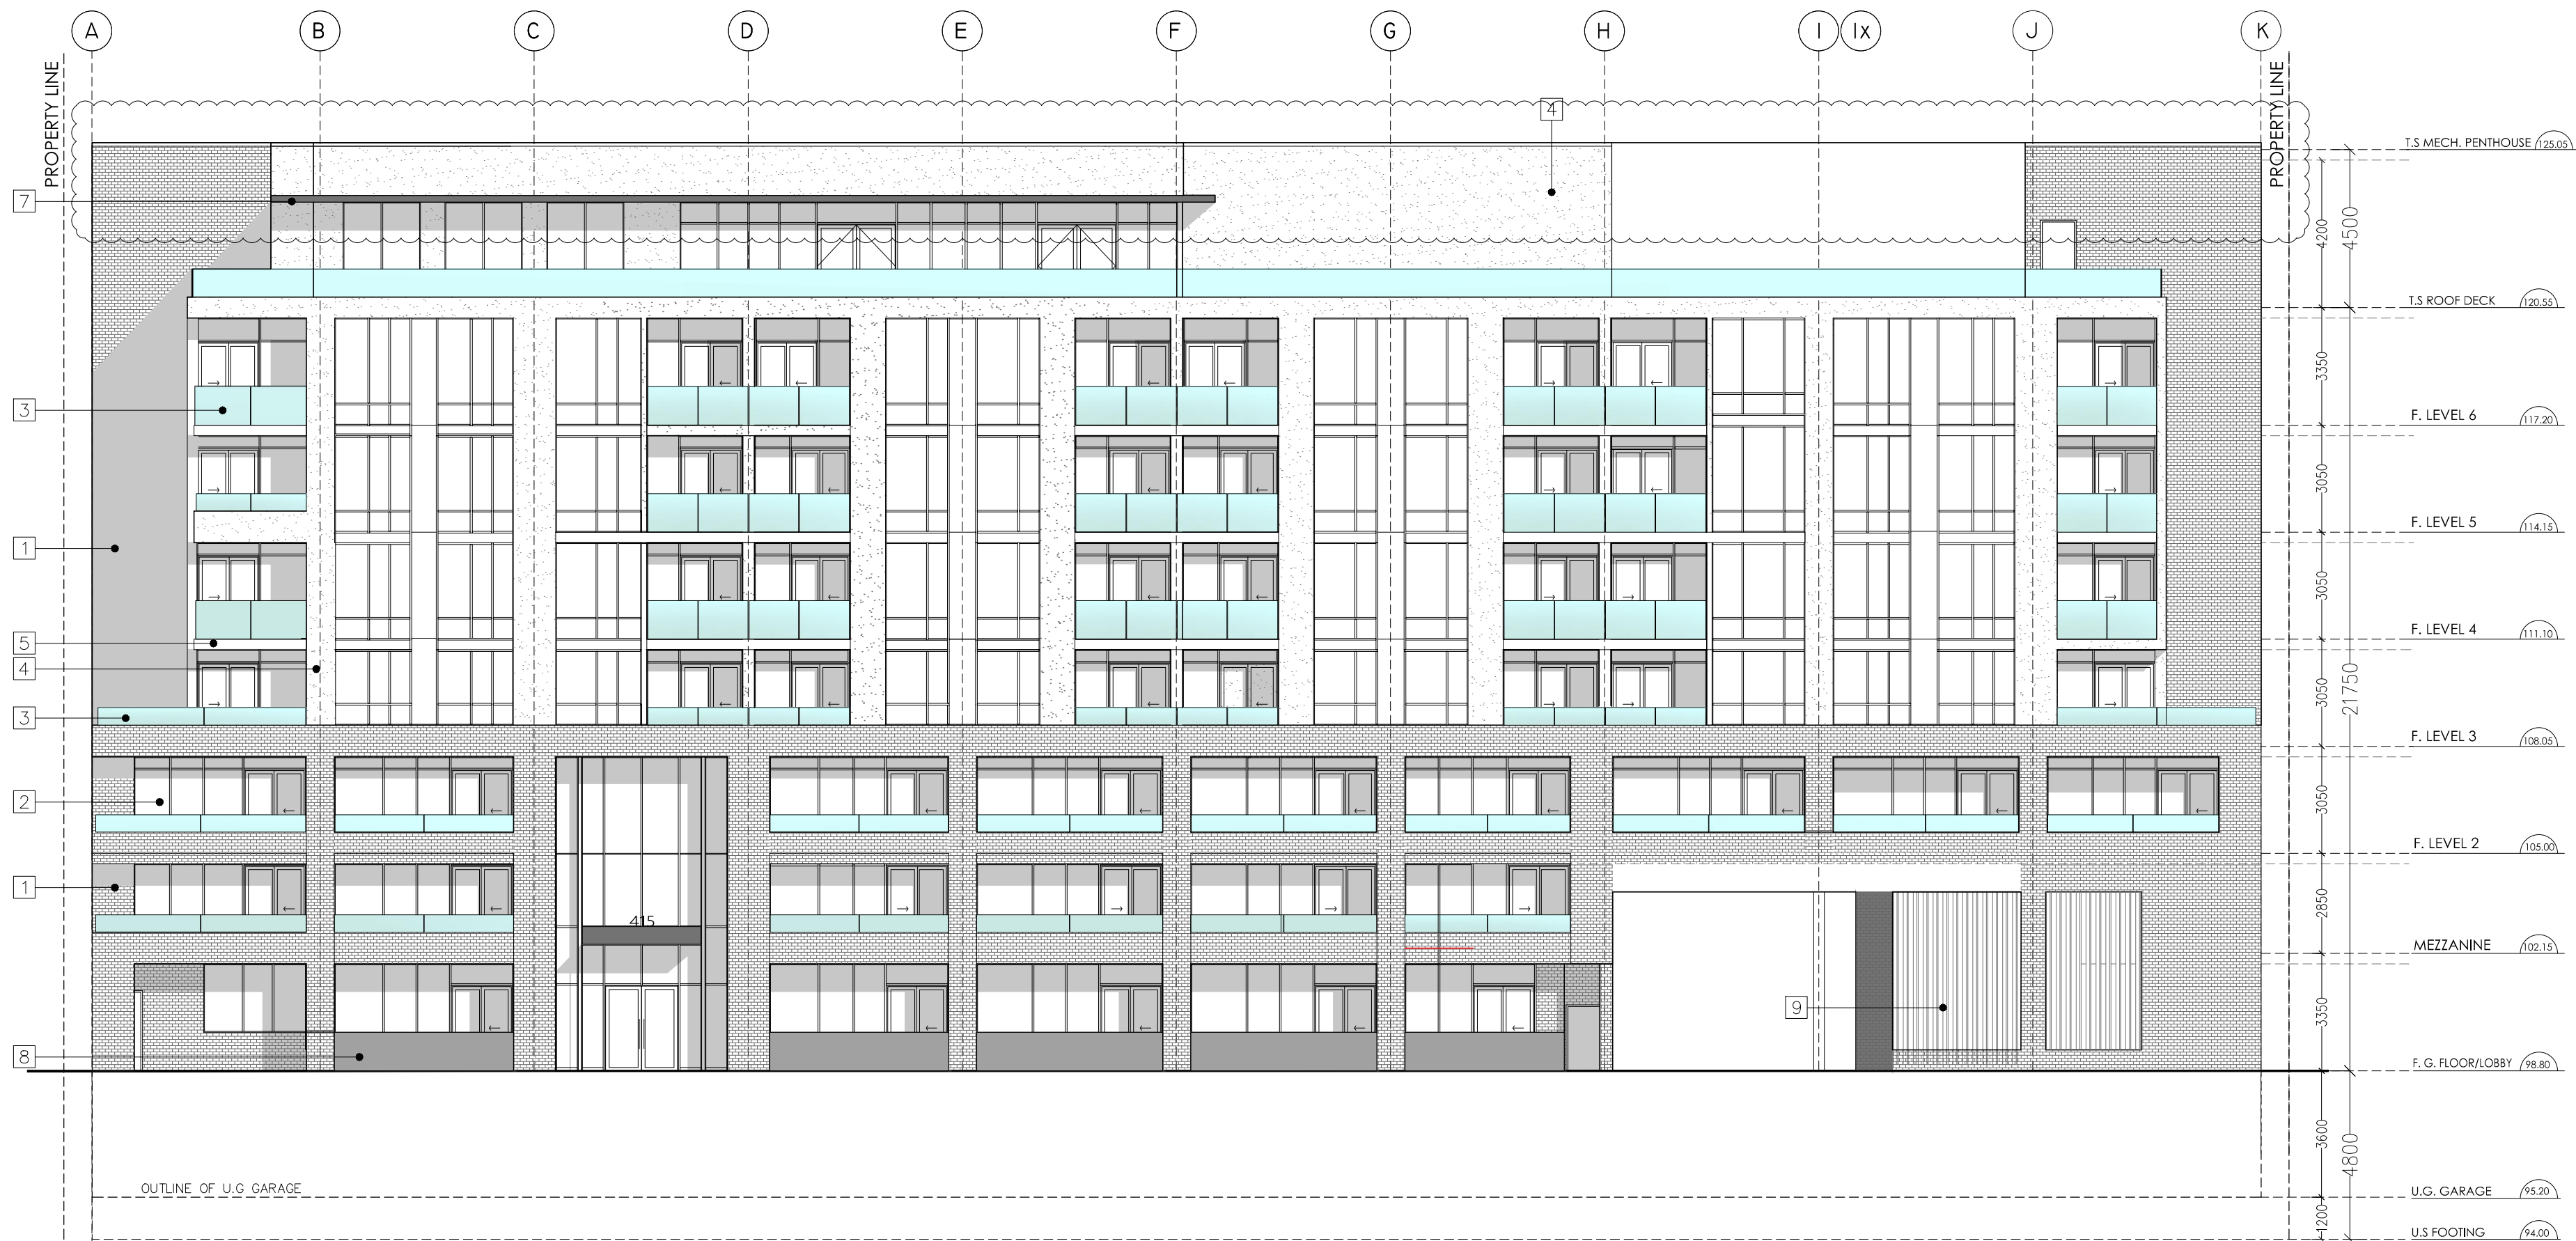 A B C D E F G H I Ix J K
PROPERTY LINE
PROPERTY LINE
4
T.S MECH. PENTHOUSE 125.05
7
4200
4500
T.S ROOF DECK 120.55
3350
3
F. LEVEL 6 117.20
3050
F. LEVEL 5 114.15
1
3050
F. LEVEL 4 111.10
5
4
3050
21750
3
F. LEVEL 3 108.05
2
3050
F. LEVEL 2 105.00
1
2850
415
MEZZANINE 102.15
9
3350
8
F. G. FLOOR/LOBBY 98.80
3600
4800
OUTLINE OF U.G GARAGE
U.G. GARAGE 95.20
1200
U.S FOOTING 94.00